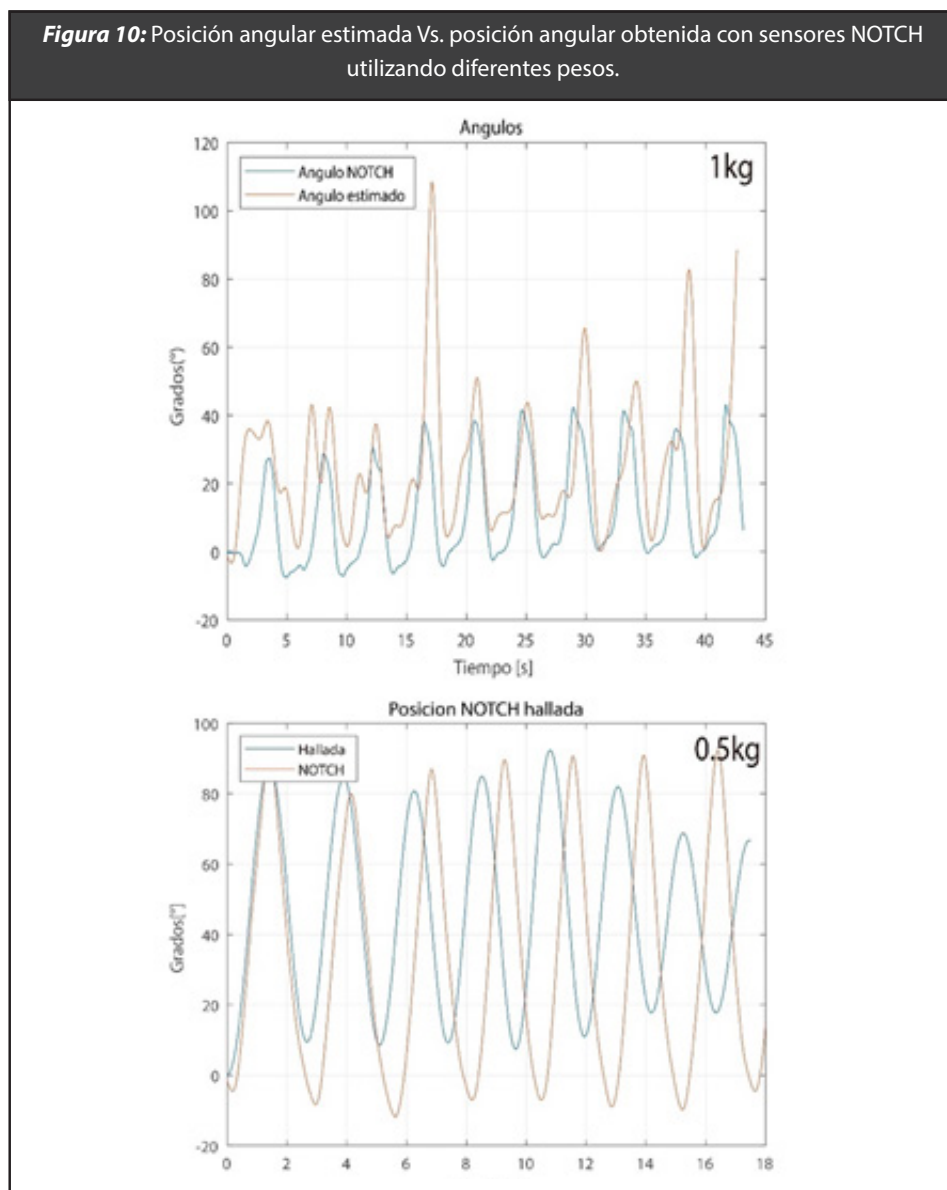 Figura 10: Posición angular estimada Vs. posición angular obtenida con sensores NOTCH
utilizando diferentes pesos.
Angulos
120
100
80
60
40
20
0
-20
Grados(°)
Angulo NOTCH
Angulo estimado
1kg
0 5 10 15 20 25 30 35 40 45
Tiempo [s]
Posicion NOTCH hallada
100
80
60
40
20
0
-20
Grados[°]
Hallada
NOTCH
0.5kg
0 2 4 6 8 10 12 14 16 18